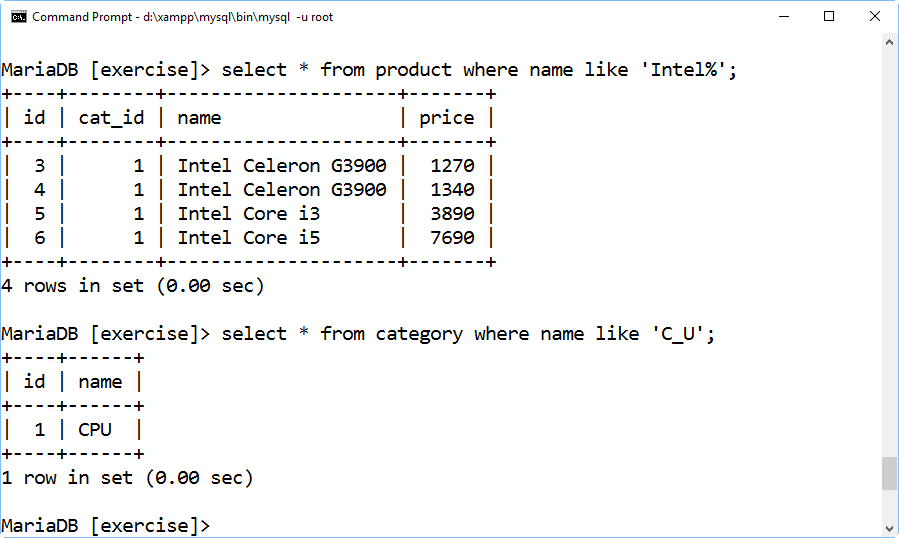 Command Prompt - d:\xampp\mysql\bin\mysql  -u root
MariaDB [exercise]> select * from product where name like 'Intel%';
+----+--------+---------------------+-------+
| id | cat_id | name                | price |
+----+--------+---------------------+-------+
|  3 |      1 | Intel Celeron G3900 |  1270 |
|  4 |      1 | Intel Celeron G3900 |  1340 |
|  5 |      1 | Intel Core i3       |  3890 |
|  6 |      1 | Intel Core i5       |  7690 |
+----+--------+---------------------+-------+
4 rows in set (0.00 sec)
MariaDB [exercise]> select * from category where name like 'C_U';
+----+------+
| id | name |
+----+------+
|  1 | CPU  |
+----+------+
1 row in set (0.00 sec)
MariaDB [exercise]>